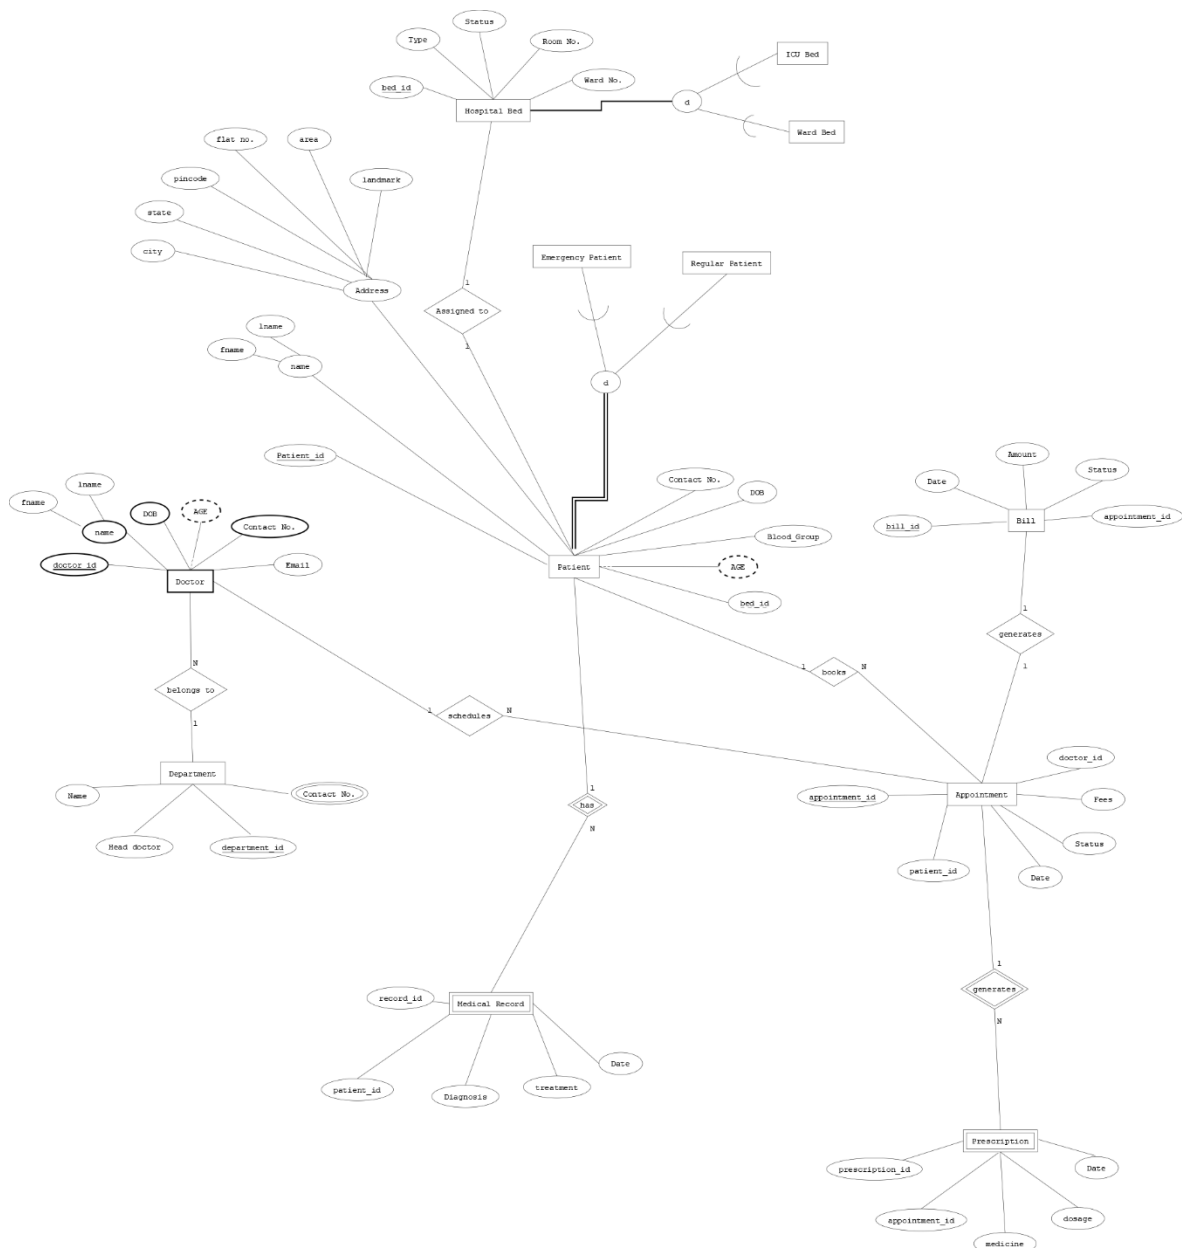 Status
Type
Room No.
Ward No.
bed_id
Hospital Bed
d
ICU Bed
Ward Bed
flat no.
area
pincode
landmark
state
city
Address
1
Assigned to
1
Emergency Patient
Regular Patient
d
lname
fname
name
Patient_id
Contact No.
DOB
Blood_Group
AGE
bed_id
Patient
lname
fname
name
DOB
AGE
Contact No.
doctor_id
Email
Doctor
N
belongs to
1
Department
Name
Contact No.
Head doctor
department_id
1
schedules
N
1
books
N
Amount
Date
Status
bill_id
Bill
appointment_id
1
generates
1
doctor_id
appointment_id
Appointment
Fees
Status
patient_id
Date
1
has
N
record_id
Medical Record
Date
patient_id
Diagnosis
treatment
1
generates
N
Prescription
prescription_id
Date
appointment_id
dosage
medicine